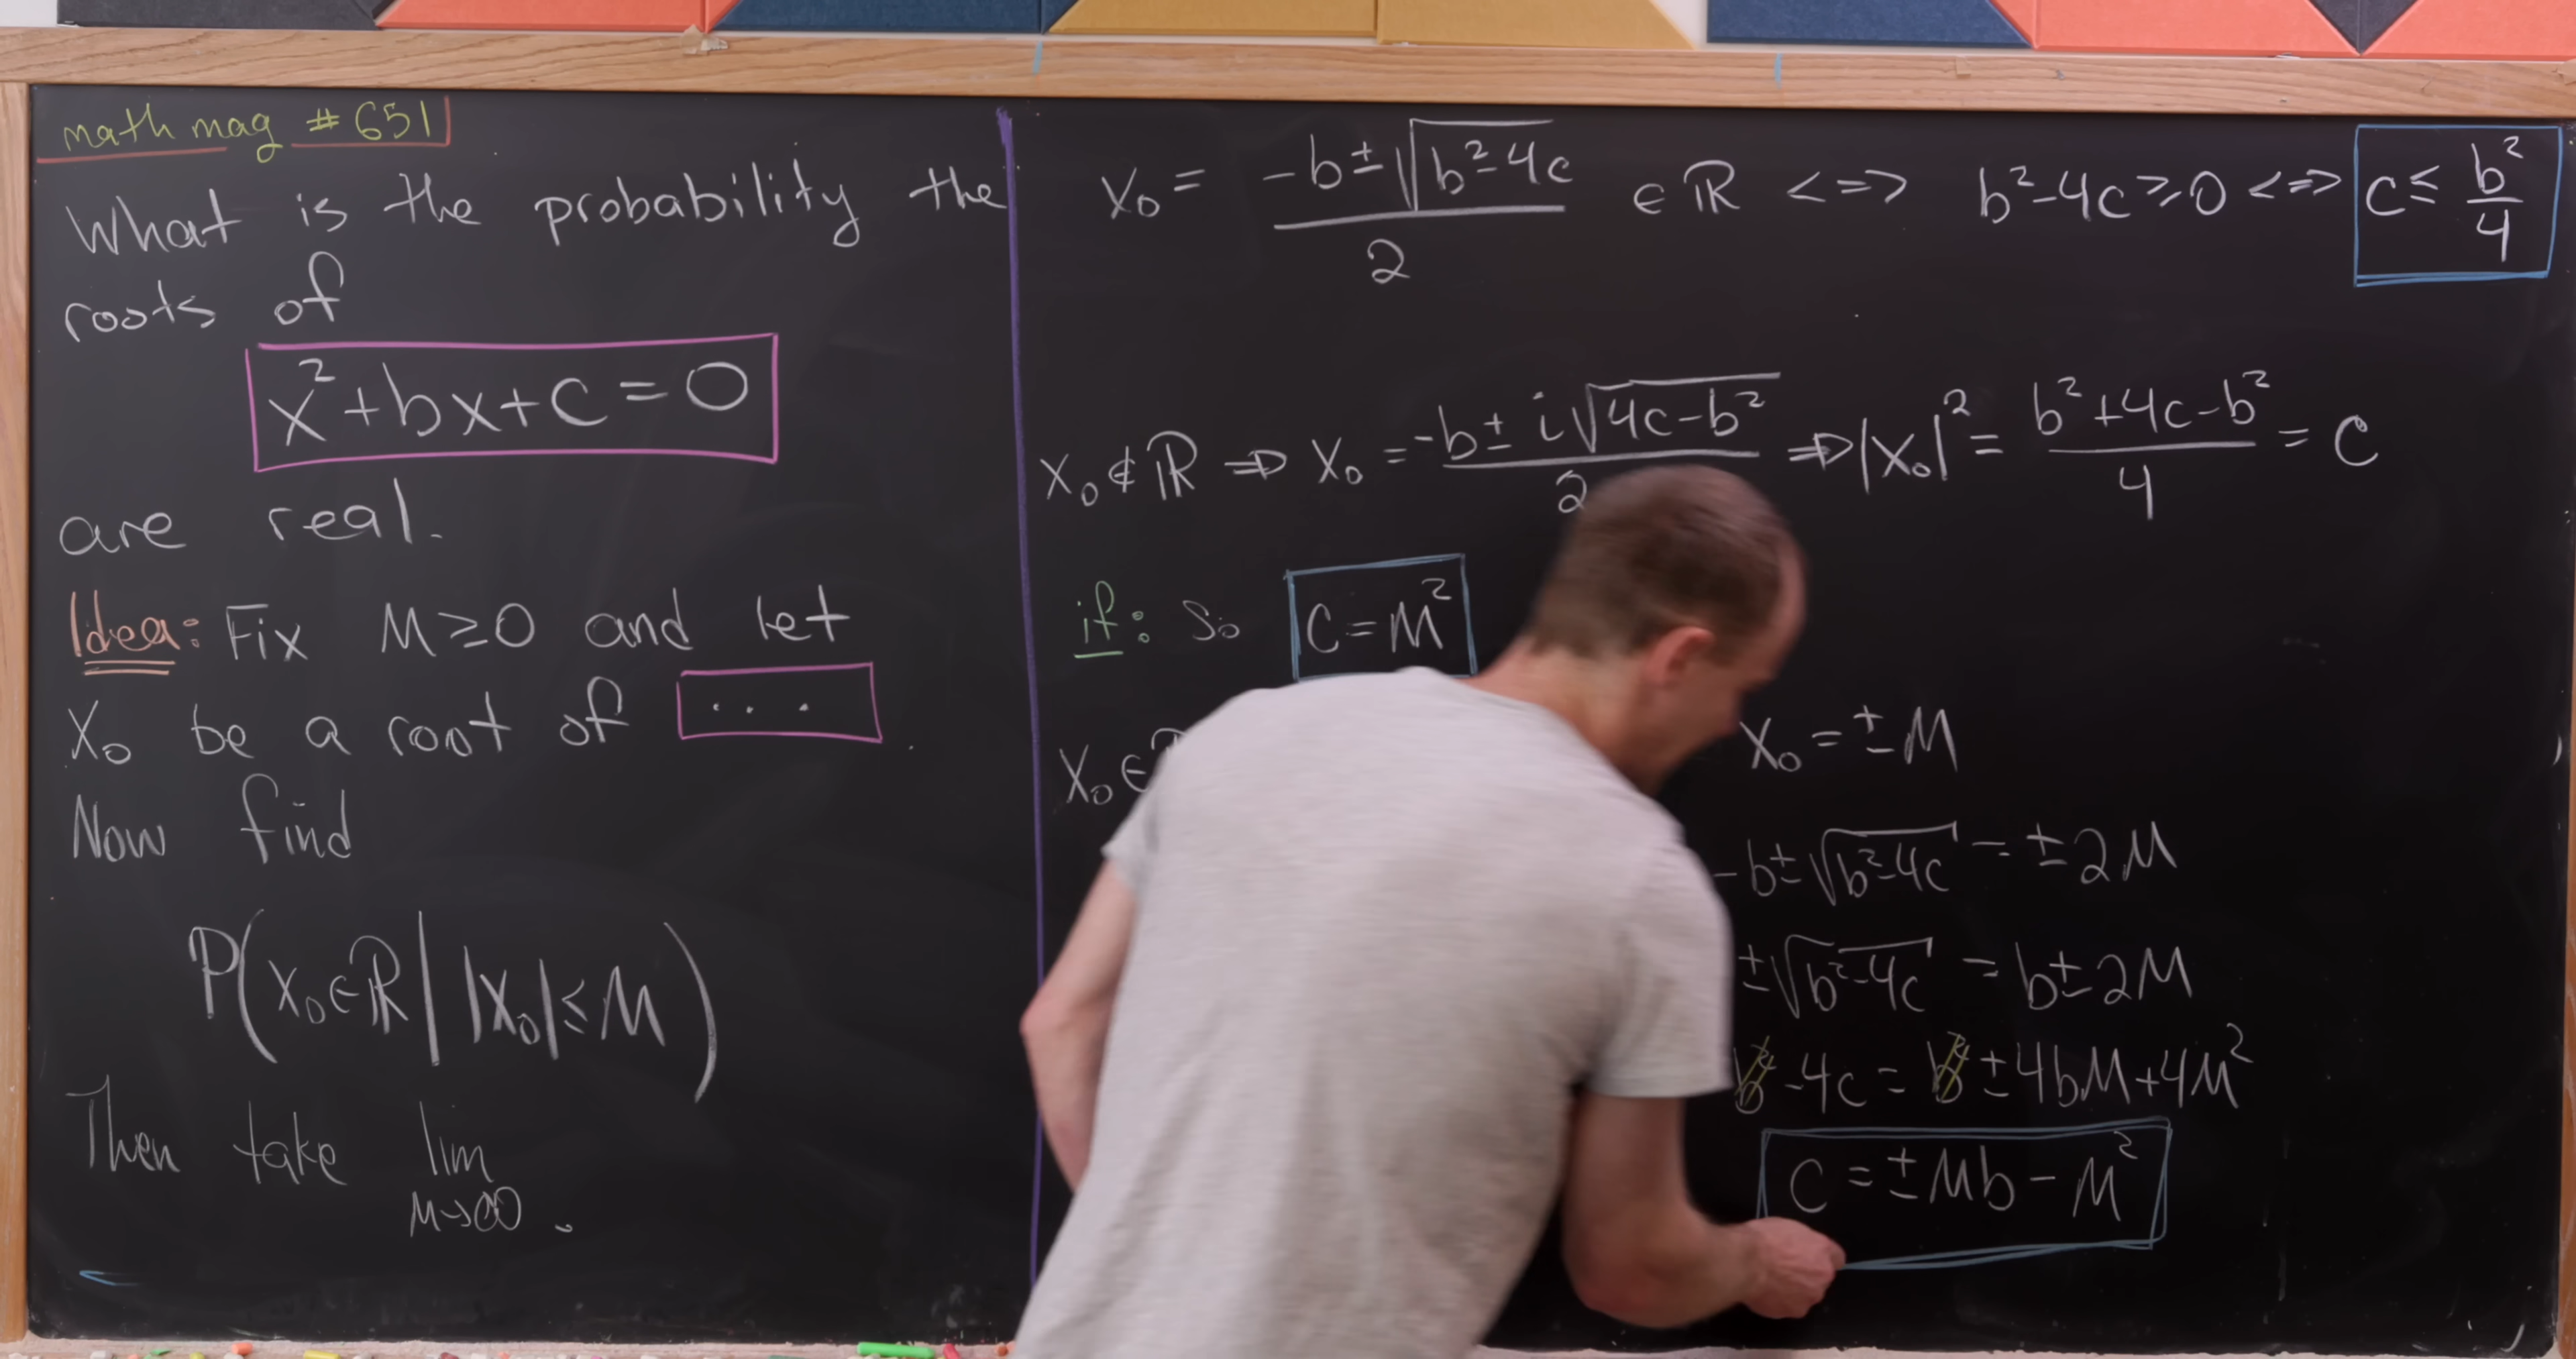 math mag # 651
What is the probability the
roots of
x²+bx+c=0
are real.
Idea: Fix M≥0 and let
X₀ be a root of ...
Now find
P(X₀∈ℝ | |X₀|≤M)
Then take lim
M→∞ .
X₀ = (-b±√(b²-4c))/2 ∈ℝ <=> b²-4c≥0 <=> c≤ b²/4
X₀∉ℝ ⇒ X₀ = (-b± i√(4c-b²))/2 ⇒ |X₀|² = (b²+4c-b²)/4 = c
if: So C=M²
X₀∈ℝ X₀=±M
-b±√(b²-4c) = ±2M
±√(b²-4c) = b±2M
b²-4c = b²±4bM+4M²
C=±Mb-M²